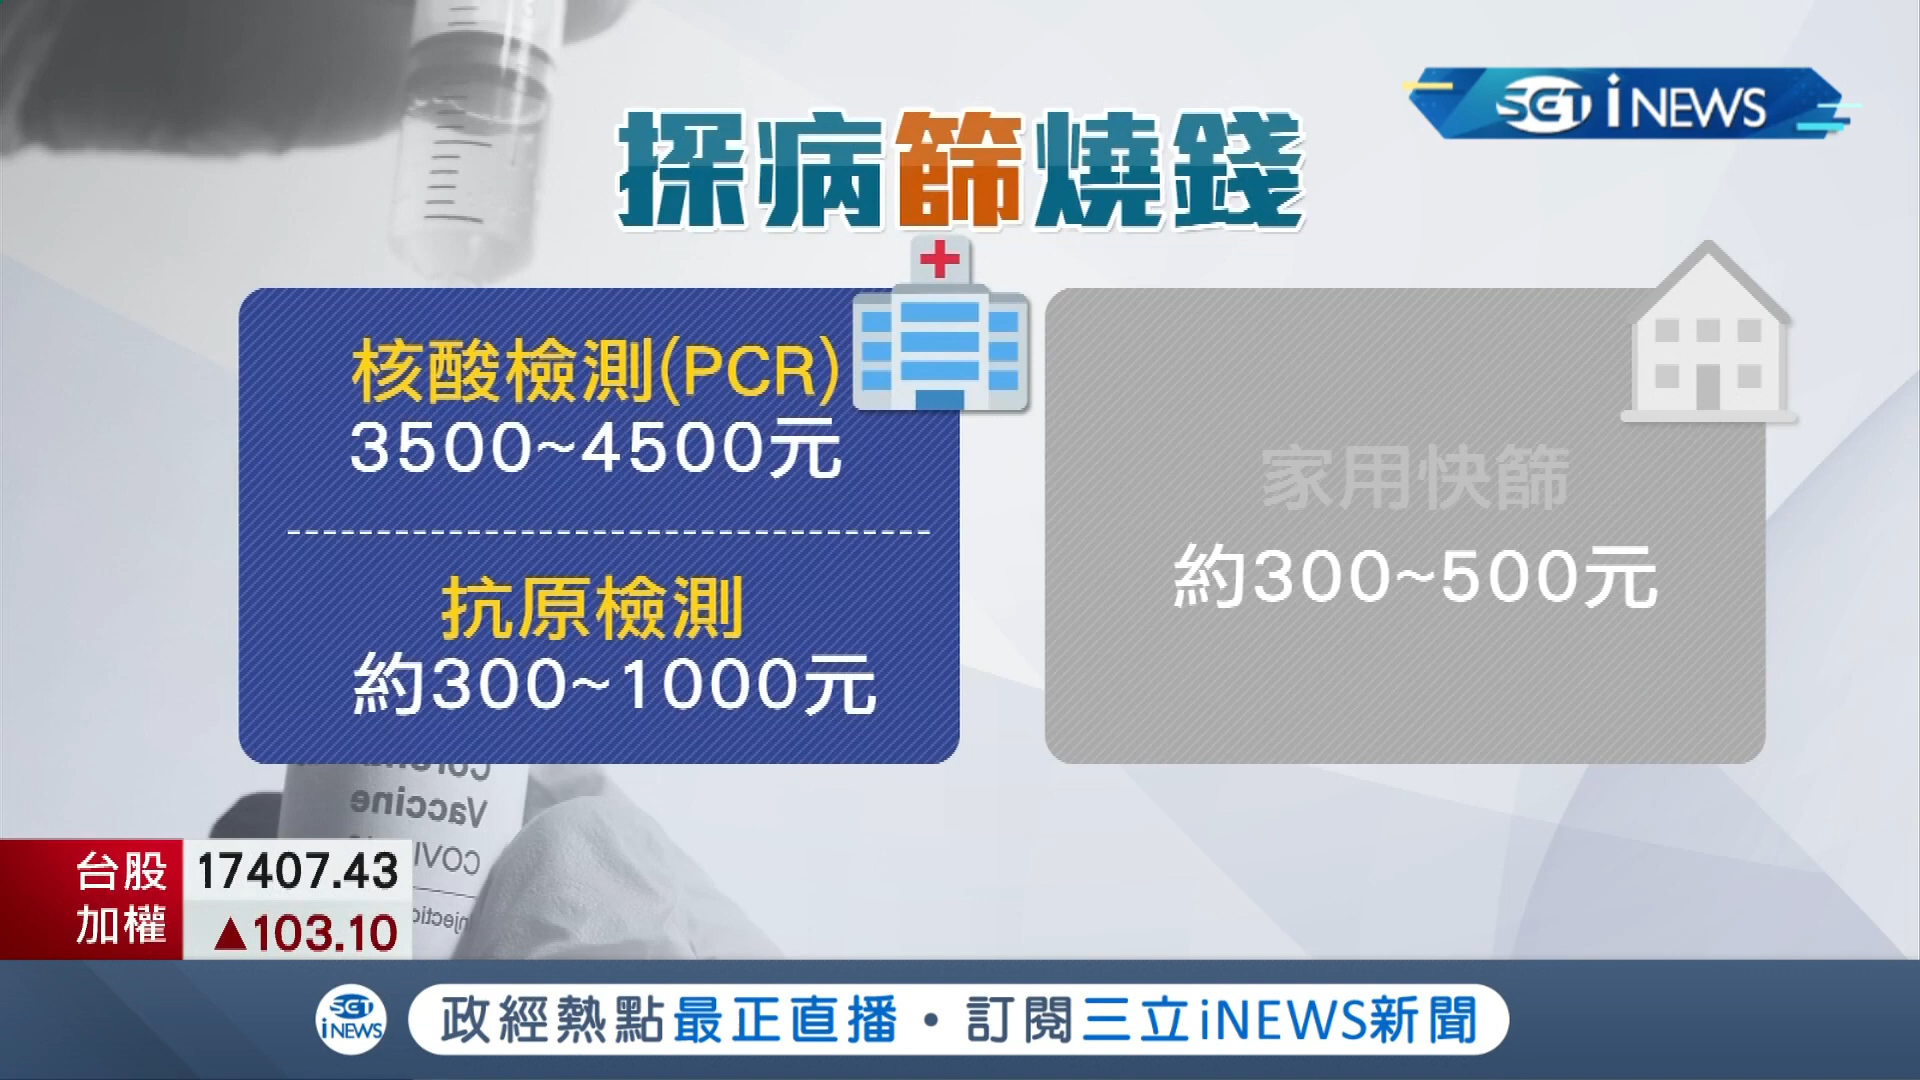 SET iNEWS
探病篩燒錢
核酸檢測(PCR)
3500~4500元
抗原檢測
約300~1000元
家用快篩
約300~500元
Vaccine
台股 17407.43
加權 ▲103.10
SET iNEWS
政經熱點最正直播・訂閱三立iNEWS新聞